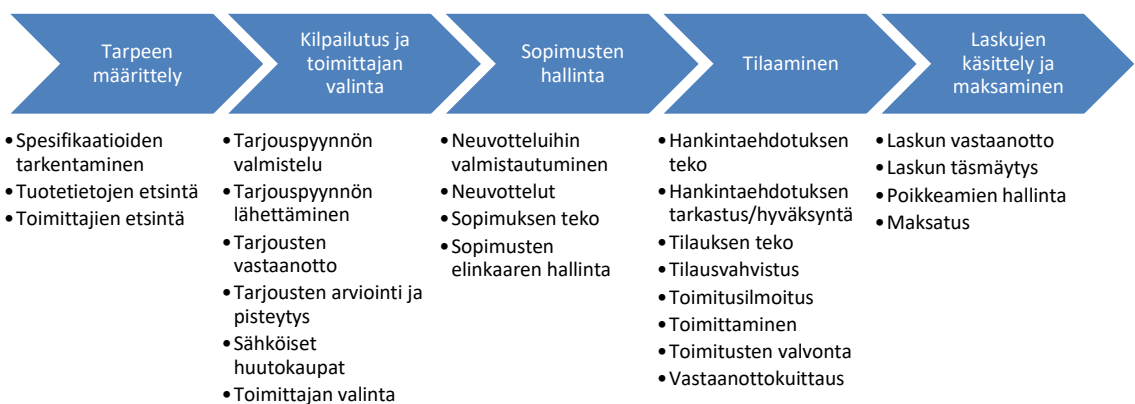 Tarpeen
määrittely
Kilpailutus ja
toimittajan
valinta
Sopimusten
hallinta
Tilaaminen
Laskujen
käsittely ja
maksaminen
•Spesifikaatioiden
tarkentaminen
•Tuotetietojen etsintä
•Toimittajien etsintä
•Tarjouspyynnön
valmistelu
•Tarjouspyynnön
lähettäminen
•Tarjousten
vastaanotto
•Tarjousten arviointi ja
pisteytys
•Sähköiset
huutokaupat
•Toimittajan valinta
•Neuvotteluihin
valmistautuminen
•Neuvottelut
•Sopimuksen teko
•Sopimusten
elinkaaren hallinta
•Hankintaehdotuksen
teko
•Hankintaehdotuksen
tarkastus/hyväksyntä
•Tilauksen teko
•Tilausvahvistus
•Toimitusilmoitus
•Toimittaminen
•Toimitusten valvonta
•Vastaanottokuittaus
•Laskun vastaanotto
•Laskun täsmäytys
•Poikkeamien hallinta
•Maksatus